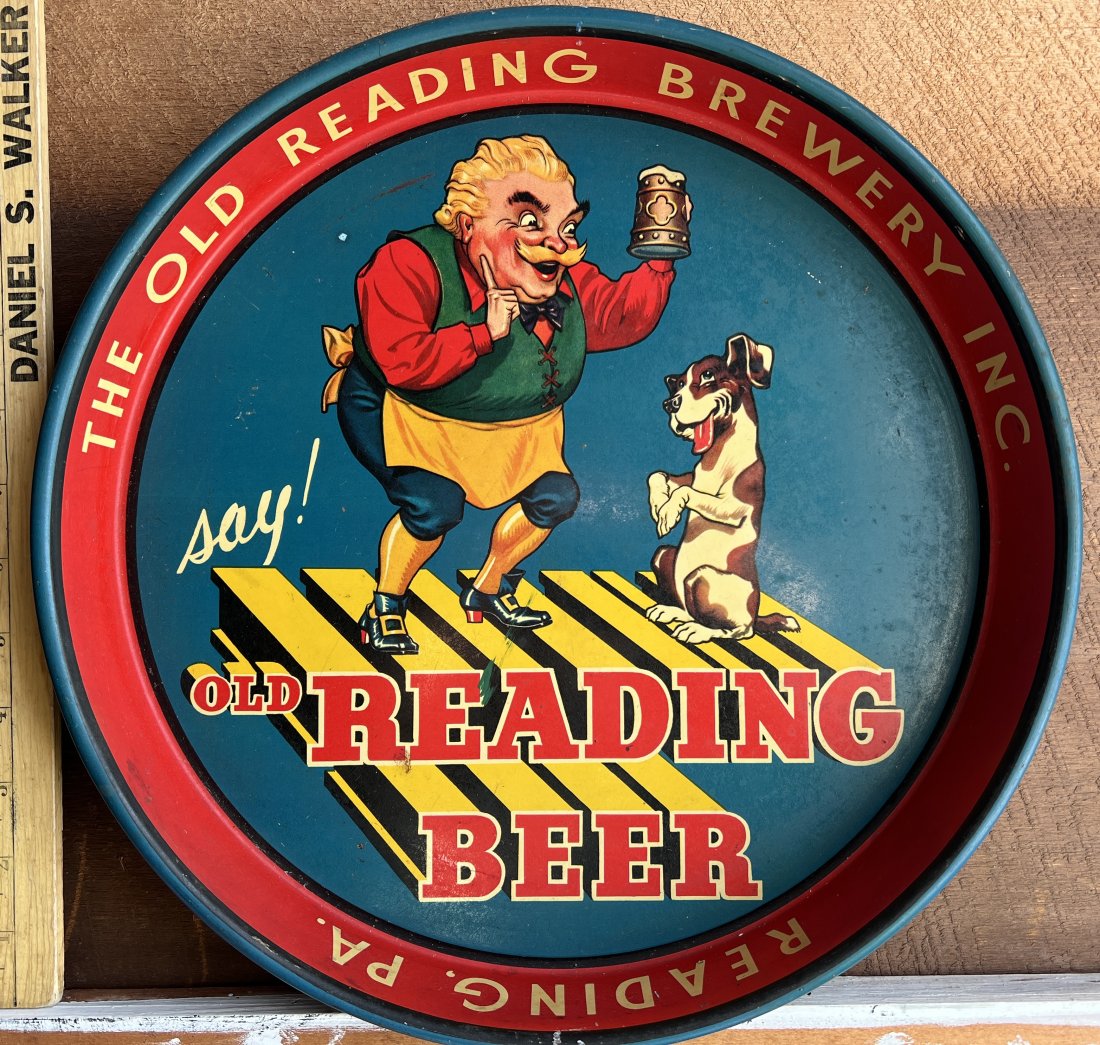 DANIEL S. WALKER
THE OLD READING BREWERY INC.
say!
OLD READING
BEER
READING, PA.